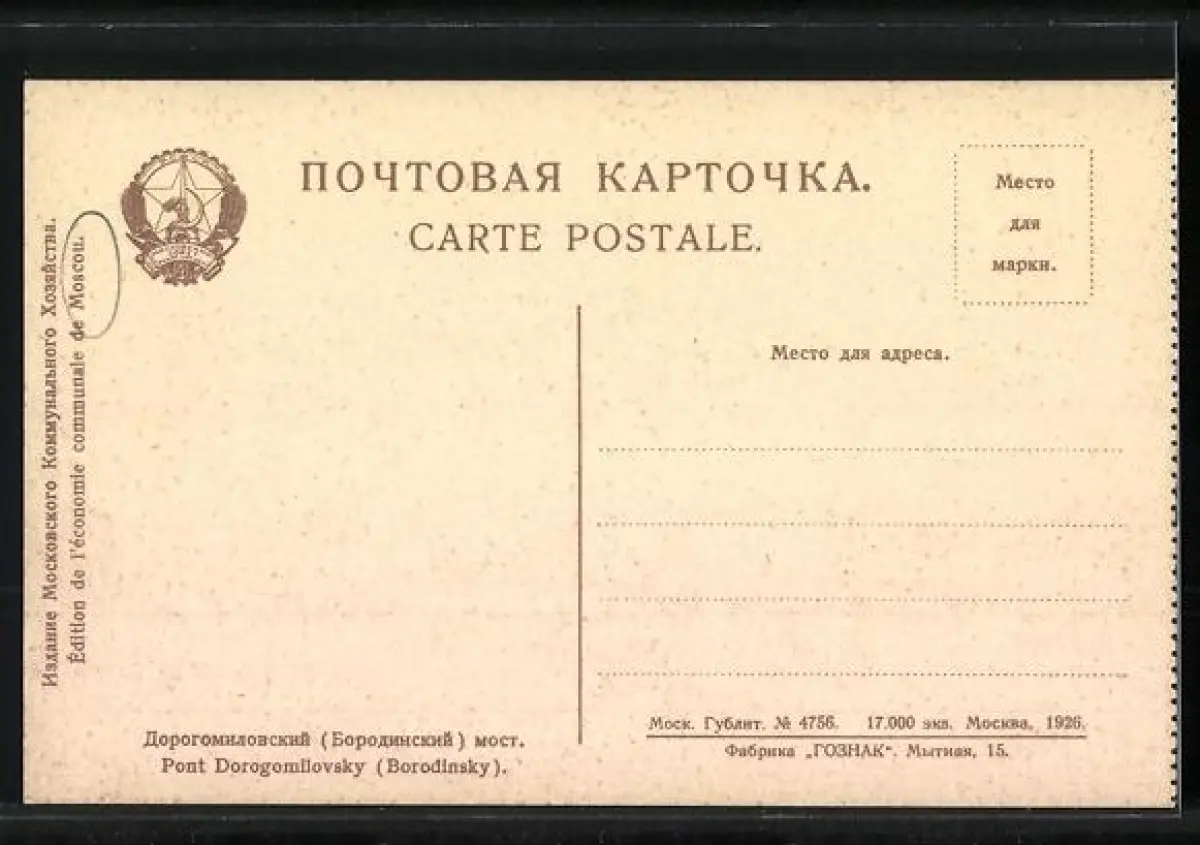 ПОЧТОВАЯ КАРТОЧКА.
CARTE POSTALE.
Место
для
марки.
Место для адреса.
Издание Московского Коммунального Хозяйства.
Édition de l'économie communale de Moscou.
Дорогомиловский (Бородинский) мост.
Pont Dorogomilovsky (Borodinsky).
Моск. Гублит. № 4756. 17.000 экз. Москва, 1926.
Фабрика „ГОЗНАК“. Мытная, 15.